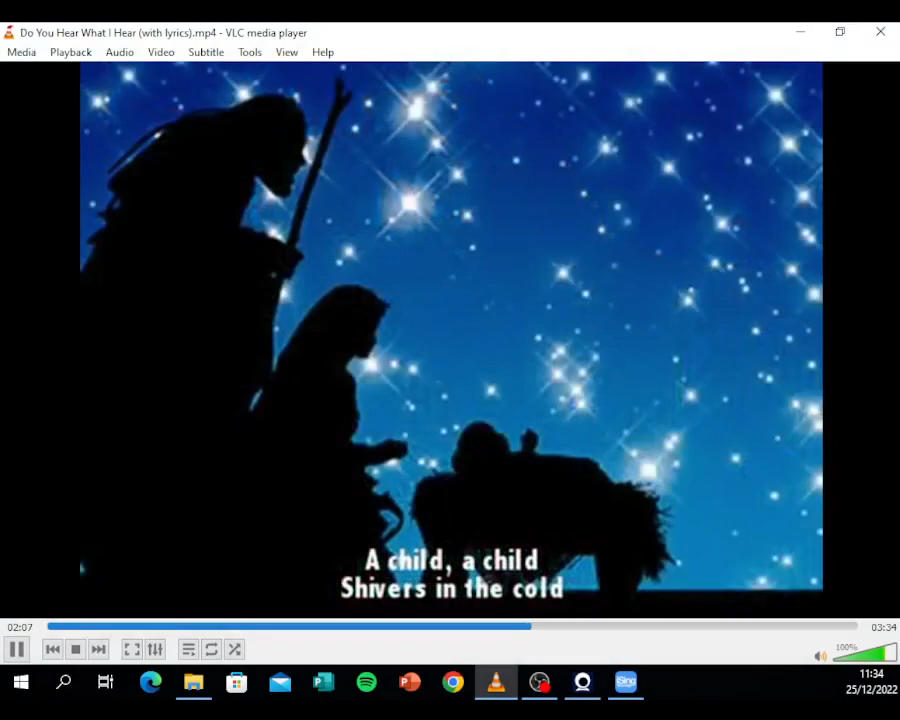 Do You Hear What I Hear (with lyrics).mp4 - VLC media player
Media Playback Audio Video Subtitle Tools View Help
A child, a child
Shivers in the cold
02:07 03:34
100%
iSing
11:34
25/12/2022